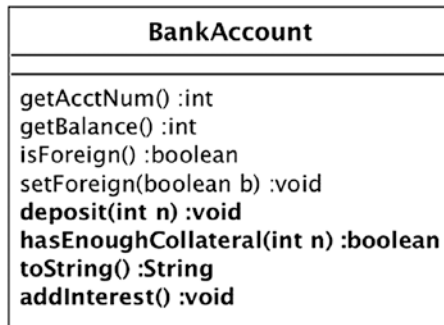 BankAccount
getAcctNum() :int
getBalance() :int
isForeign() :boolean
setForeign(boolean b) :void
deposit(int n) :void
hasEnoughCollateral(int n) :boolean
toString() :String
addInterest() :void